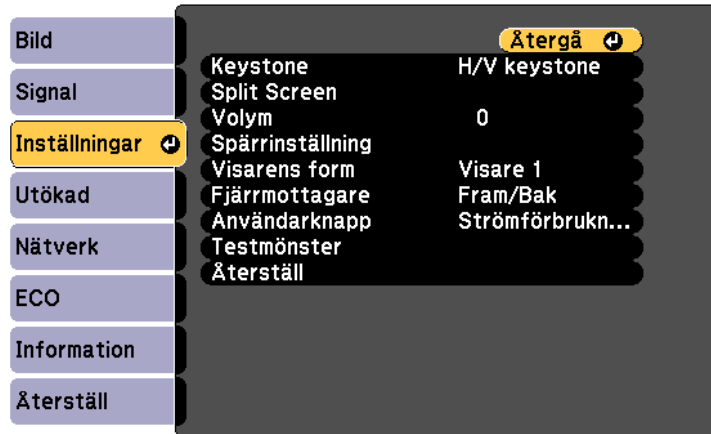 Bild
Signal
Inställningar
Utökad
Nätverk
ECO
Information
Återställ
Återgå
Keystone H/V keystone
Split Screen
Volym 0
Spärrinställning
Visarens form Visare 1
Fjärrmottagare Fram/Bak
Användarknapp Strömförbrukn...
Testmönster
Återställ